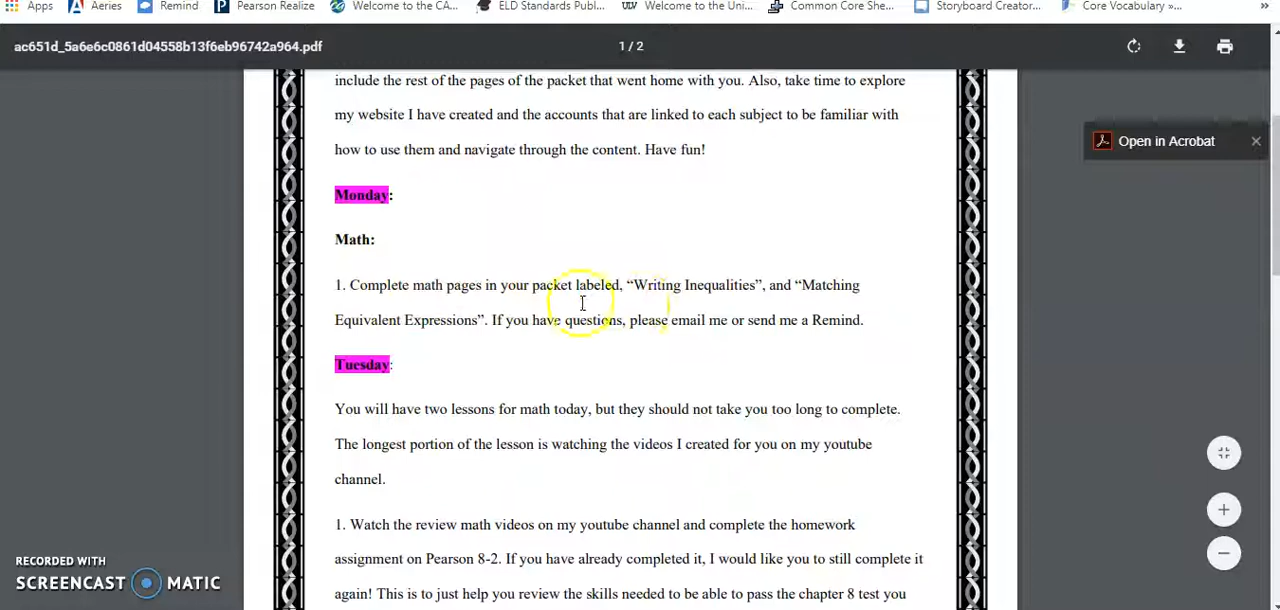 Apps Aeries Remind Pearson Realize Welcome to the CA... ELD Standards Publ... Welcome to the Uni... Common Core She... Storyboard Creator... Core Vocabulary »... »
ac651d_5a6e6c0861d04558b13f6eb96742a964.pdf 1 / 2
include the rest of the pages of the packet that went home with you. Also, take time to explore
my website I have created and the accounts that are linked to each subject to be familiar with
Open in Acrobat ×
how to use them and navigate through the content. Have fun!
Monday:
Math:
1. Complete math pages in your packet labeled, “Writing Inequalities”, and “Matching
Equivalent Expressions”. If you have questions, please email me or send me a Remind.
Tuesday:
You will have two lessons for math today, but they should not take you too long to complete.
The longest portion of the lesson is watching the videos I created for you on my youtube
channel.
1. Watch the review math videos on my youtube channel and complete the homework
assignment on Pearson 8-2. If you have already completed it, I would like you to still complete it
again! This is to just help you review the skills needed to be able to pass the chapter 8 test you
RECORDED WITH
SCREENCAST MATIC